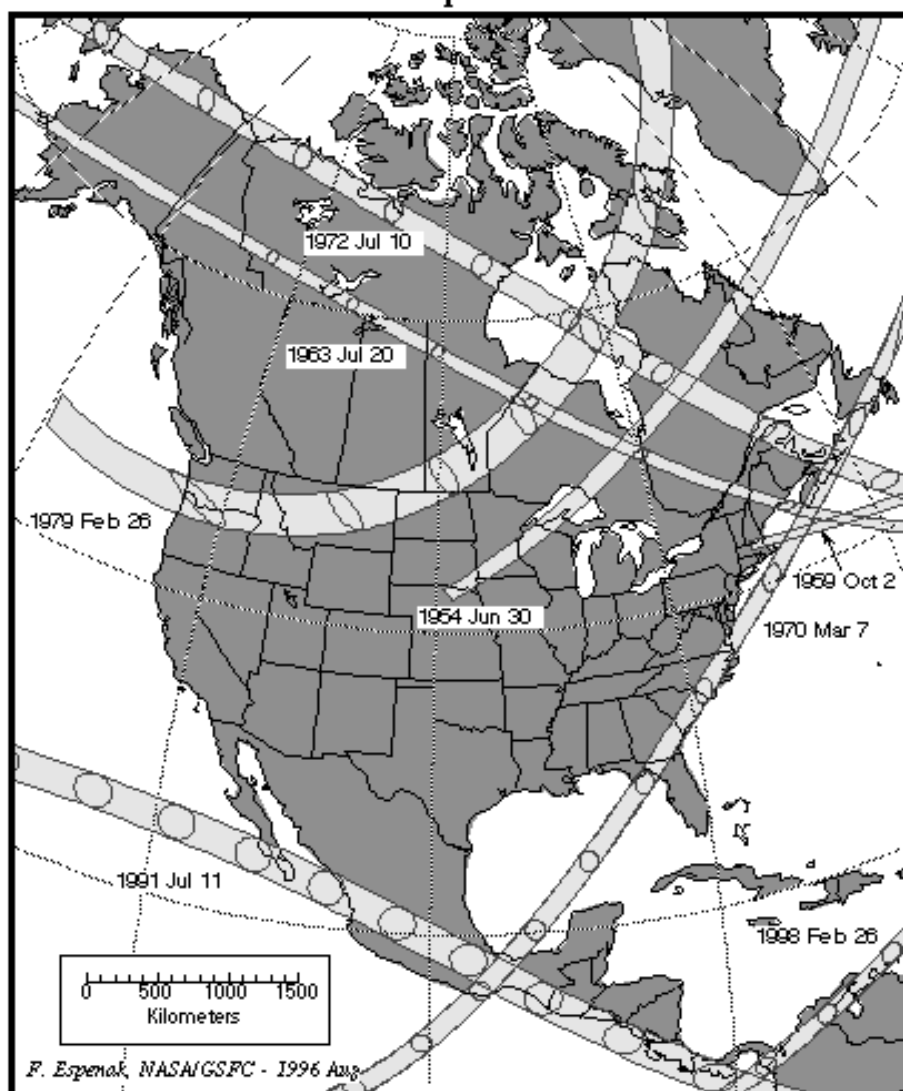 1972 Jul 10
1963 Jul 20
1979 Feb 26
1959 Oct 2
1954 Jun 30
1970 Mar 7
1991 Jul 11
1998 Feb 26
0 500 1000 1500
Kilometers
F. Espenak, NASA/GSFC - 1996 Aug